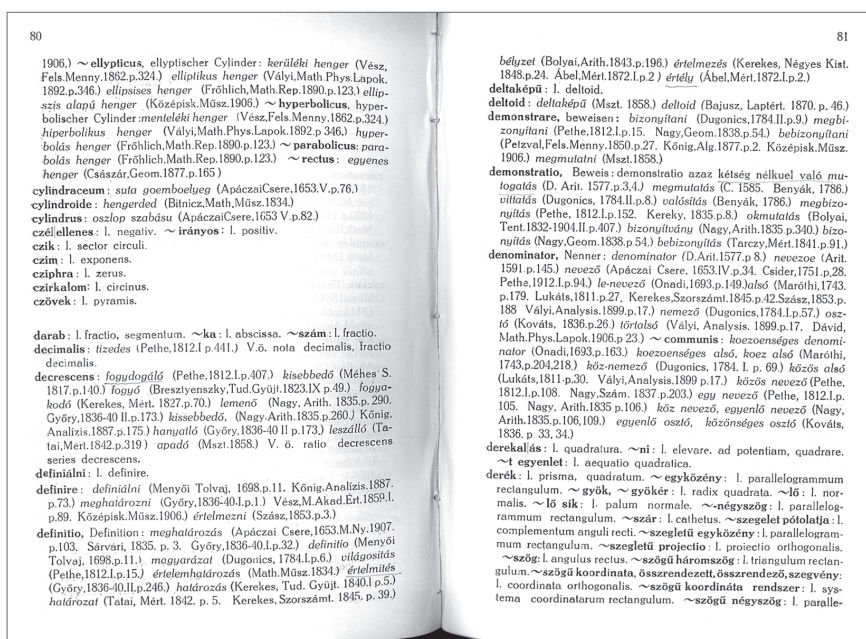 80
1906.) ~ellypticus, ellyptischer Cylinder: kerüléki henger (Vész,
Fels.Menny.1862.p.324.) elliptikus henger (Vályi,Math.Phys.Lapok.
1892.p.346.) ellipsises henger (Frőhlich,Math.Rep.1890.p.123.) ellip-
szis alapú henger (Középisk.Műsz.1906.) ~hyperbolicus, hyper-
bolischer Cylinder:menteléki henger (Vész,Fels.Menny.1862.p.324.)
hiperbolikus henger (Vályi,Math.Phys.Lapok.1892.p 346.) hyper-
bolás henger (Frőhlich,Math.Rep.1890.p.123.) ~parabolicus: para-
bolás henger (Frőhlich,Math.Rep.1890.p.123.) ~rectus: egyenes
henger (Császár,Geom.1877.p.165)
cylindraceum: suta goemboelyeg (ApáczaiCsere,1653.V.p.76.)
cylindroide: hengerded (Bitnicz,Math,Műsz.1834.)
cylindrus: oszlop szabásu (ApáczaiCsere,1653 V.p.82.)
czél|ellenes: l. negativ. ~irányos: l. positiv.
czik: l. sector circuli.
czim: l. exponens.
cziphra: l. zerus.
czirkalom: l. circinus.
czövek: l. pyramis.
darab: l. fractio, segmentum. ~ka: l. abscissa. ~szám: l. fractio.
decimalis: tizedes (Pethe,1812.I p.441.) V.ö. nota decimalis, fractio
decimalis.
decrescens: fogydogáló (Pethe,1812.I.p.407.) kisebbedő (Méhes S.
1817.p.140.) fogyó (Bresztyenszky,Tud.Gyüjt.1823.IX p.49.) fogya-
kodó (Kerekes, Mért. 1827.p.70.) lemenő (Nagy, Arith. 1835.p.290.
Győry,1836-40 II.p.173.) kissebbedő, (Nagy.Arith.1835.p.260.) Kőnig,
Analízis.1887.p.175.) hanyatló (Győry,1836-40 II p.173.) leszálló (Ta-
tai,Mért.1842.p.319) apadó (Mszt.1858.) V. ö. ratio decrescens
series decrescens.
definiálni: l. definire.
definire: definiálni (Menyői Tolvaj, 1698.p.11. Kőnig.Analízis.1887.
p.73.) meghatározni (Győry,1836-40,I.p.1.) Vész,M.Akad.Ért.1859.I.
p.89. Középisk.Műsz.1906.) értelmezni (Szász,1853.p.3.)
definitio, Definition: meghatározás (Apáczai Csere,1653.M.Ny.1907.
p.103. Sárvári, 1835. p. 3. Győry,1836-40.I.p.32.) definitio (Menyői
Tolvaj, 1698.p.11.) magyarázat (Dugonics, 1784.I.p.6.) világosítás
(Pethe,1812.I.p.15.) értelemhatározás (Math.Műsz.1834.) értelmítés
(Győry,1836-40,II.p.246.) határozás (Kerekes, Tud. Gyüjt. 1840.I p.5.)
határozat (Tatai, Mért. 1842. p. 5. Kerekes, Szorszámt. 1845. p. 39.)
81
bélyzet (Bolyai,Arith.1843.p.196.) értelmezés (Kerekes, Négyes Kist.
1848.p.24. Ábel,Mért.1872.I.p.2 ) értély (Ábel,Mért.1872.I.p.2.)
deltaképű: l. deltoid.
deltoid: deltaképű (Mszt. 1858.) deltoid (Bajusz, Laptért. 1870. p. 46.)
demonstrare, beweisen: bizonyítani (Dugonics,1784.II.p.9.) megbi-
zonyítani (Pethe,1812.I.p.15. Nagy,Geom.1838.p.54.) bebizonyítani
(Petzval,Fels.Menny.1850.p.27. Kőnig,Alg.1877.p.2. Középisk.Műsz.
1906.) megmutatni (Mszt.1858.)
demonstratio, Beweis: demonstratio azaz kétség nélkuel való mu-
togatás (D. Arit. 1577.p.3,4.) megmutatás (C. 1585. Benyák, 1786.)
vittatás (Dugonics, 1784.II.p.8.) valósítás (Benyák, 1786.) megbizo-
nyítás (Pethe, 1812.I.p.152. Kereky, 1835.p.8.) okmutatás (Bolyai,
Tent.1832-1904.II.p.407.) bizonyítvány (Nagy,Arith.1835.p.340.) bizo-
nyítás (Nagy,Geom.1838.p.54.) bebizonyítás (Tarczy,Mért.1841.p.91.)
denominator, Nenner: denominator (D.Arit.1577.p 8.) nevezoe (Arit.
1591.p.145.) nevező (Apáczai Csere, 1653.IV.p.34. Csider,1751.p.28.
Pethe,1912.I.p.94.) le-nevező (Onadi,1693.p.149.)alsó (Maróthi,1743.
p.179. Lukáts,1811.p.27. Kerekes,Szorszámt.1845.p.42.Szász,1853.p.
188 Vályi,Analysis.1899.p.17.) nemező (Dugonics,1784.I.p.57.) osz-
tó (Kováts, 1836.p.26.) törtalsó (Vályi, Analysis. 1899.p.17. Dávid,
Math.Phys.Lapok.1906.p 23.) ~communis: koezoenséges denomi-
nator (Onadi,1693.p.163.) koezoenséges alsó, koez alsó (Maróthi,
1743,p.204,218.) köz-nemező (Dugonics, 1784. I. p. 69.) közös alsó
(Lukáts,1811-p.30. Vályi,Analysis.1899 p.17.) közös nevező (Pethe,
1812.I.p.108. Nagy,Szám. 1837.p.203.) egy nevező (Pethe, 1812.I.p.
105. Nagy, Arith.1835 p.106.) köz nevező, egyenlő nevező (Nagy,
Arith.1835.p.106,109.) egyenlő osztó, közönséges osztó (Kováts,
1836. p. 33, 34.)
derekal|ás: l. quadratura. ~ni: l. elevare. ad potentiam, quadrare.
~t egyenlet: l. aequatio quadratica.
derék: l. prisma, quadratum. ~egyközény: l. parallelogrammum
rectangulum. ~gyök, ~gyökér: l. radix quadrata. ~lő: l. nor-
malis. ~lő sík: l. palum normale. ~-négyszög: l. parallelog-
rammum rectangulum. ~szár: l. cathetus. ~szegelet pótolatja: l.
complementum anguli recti. ~szegletű egyközény: l. parallelogram-
mum rectangulum. ~szegletű projectio: l. proiectio orthogonalis.
~szög: l. angulus rectus. ~szögű háromszög: l. triangulum rectan-
gulum. ~szögű koordináta, összrendezett, összrendező, szegvény:
l. coordinata orthogonalis. ~szögű koordináta rendszer: l. sys-
tema coordinatarum rectangulum. ~szögű négyszög: l. paralle-